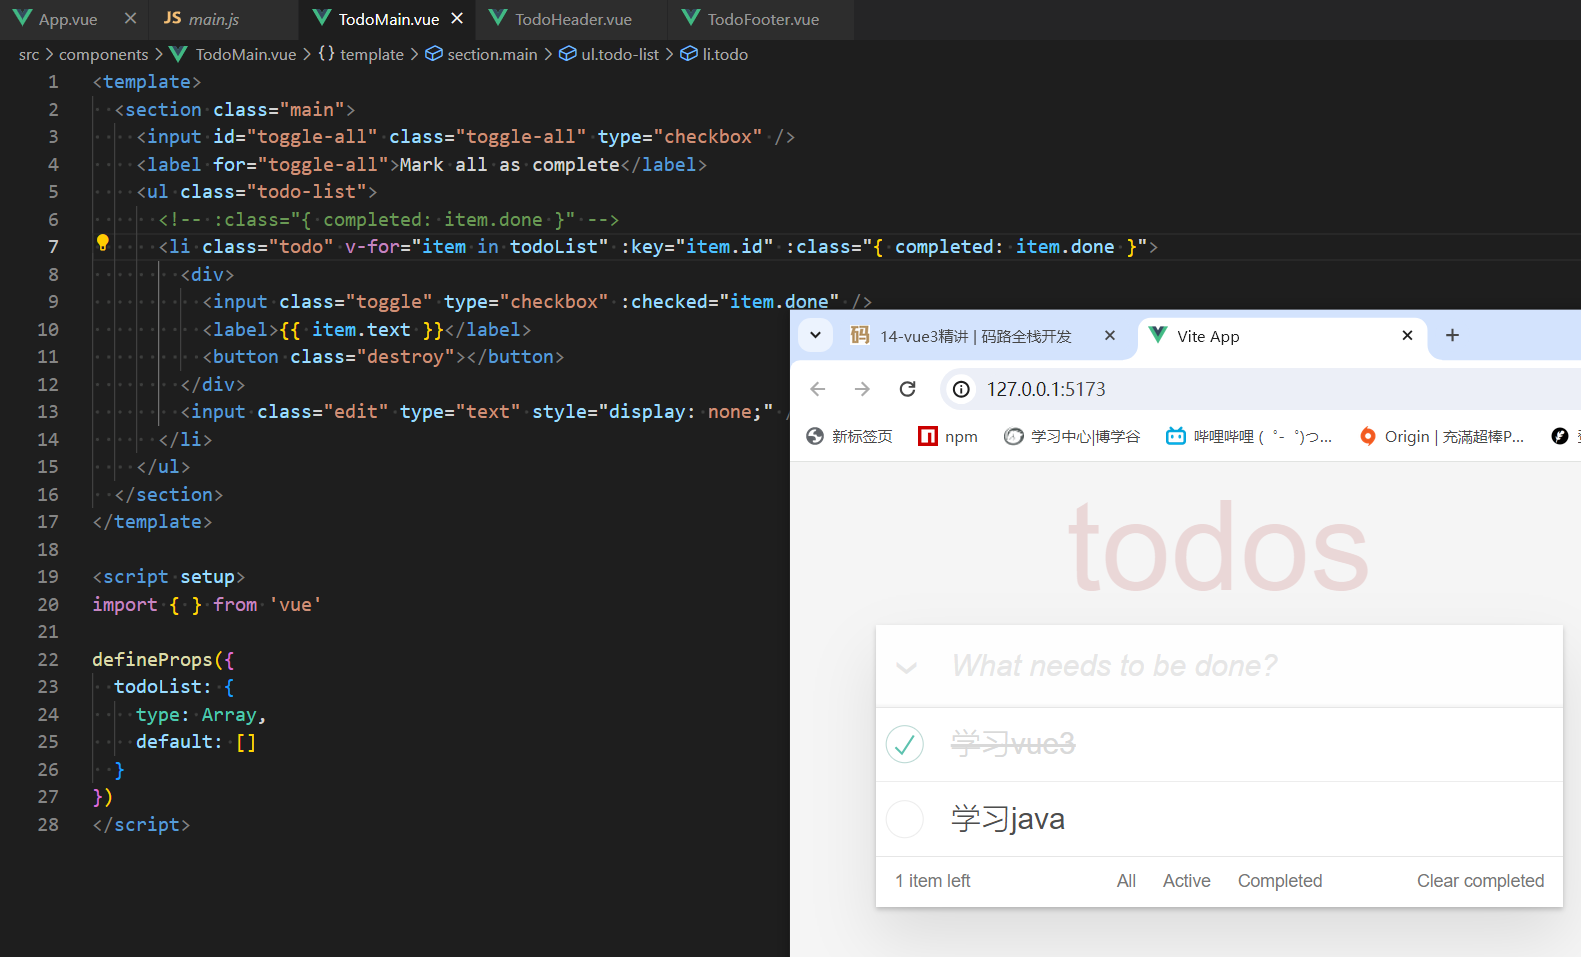 App.vue
JS main.js
TodoMain.vue
TodoHeader.vue
TodoFooter.vue
src > components > TodoMain.vue > {} template > section.main > ul.todo-list > li.todo
1 <template>
2 <section class="main">
3 <input id="toggle-all" class="toggle-all" type="checkbox" />
4 <label for="toggle-all">Mark all as complete</label>
5 <ul class="todo-list">
6 <!-- :class="{ completed: item.done }" -->
7 <li class="todo" v-for="item in todoList" :key="item.id" :class="{ completed: item.done }">
8 <div>
9 <input class="toggle" type="checkbox" :checked="item.done" />
10 <label>{{ item.text }}</label>
11 <button class="destroy"></button>
12 </div>
13 <input class="edit" type="text" style="display: none;" /
14 </li>
15 </ul>
16 </section>
17 </template>
18
19 <script setup>
20 import { } from 'vue'
21
22 defineProps({
23 todoList: {
24 type: Array,
25 default: []
26 }
27 })
28 </script>
码 14-vue3精讲 | 码路全栈开发
Vite App
127.0.0.1:5173
新标签页
npm
学习中心|博学谷
哔哩哔哩 ( ゜- ゜)つ...
Origin | 充滿超棒P...
todos
What needs to be done?
学习vue3
学习java
1 item left
All
Active
Completed
Clear completed